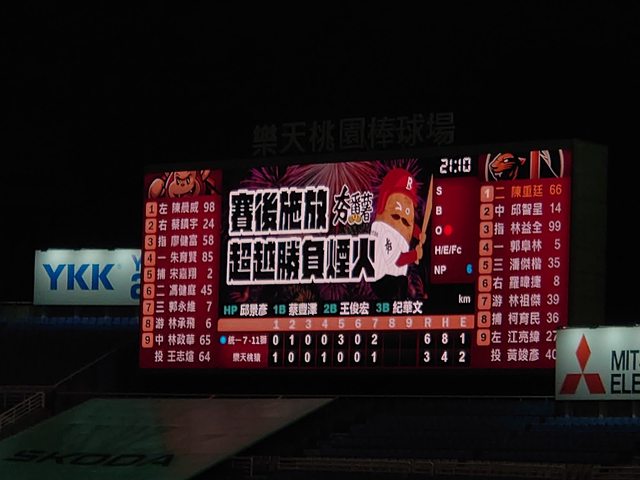 樂天桃園棒球場
21:10
賽後施放
夯番薯
超越勝負煙火
S
B
O
H/E/Fc
NP 6
km
1 左 陳晨威 98
2 右 蔡鎮宇 24
3 指 廖健富 58
4 一 朱育賢 85
5 捕 宋嘉翔 2
6 二 馮健庭 45
7 三 郭永維 7
8 游 林承飛 6
9 中 林政華 65
投 王志煊 64
1 二 陳重廷 66
2 中 邱智呈 14
3 指 林益全 99
4 一 郭阜林 5
5 三 潘傑楷 35
6 右 羅暐捷 8
7 游 林祖傑 39
8 捕 柯育民 36
9 左 江亮緯 27
投 黃竣彥 40
HP 邱景彥 1B 蔡豐澤 2B 王俊宏 3B 紀華文
1 2 3 4 5 6 7 8 9 R H E
統一7-11獅 0 1 0 0 3 0 2 6 8 1
樂天桃猿 1 0 0 1 0 1 3 4 2
YKK
MITS
ELE
SKODA